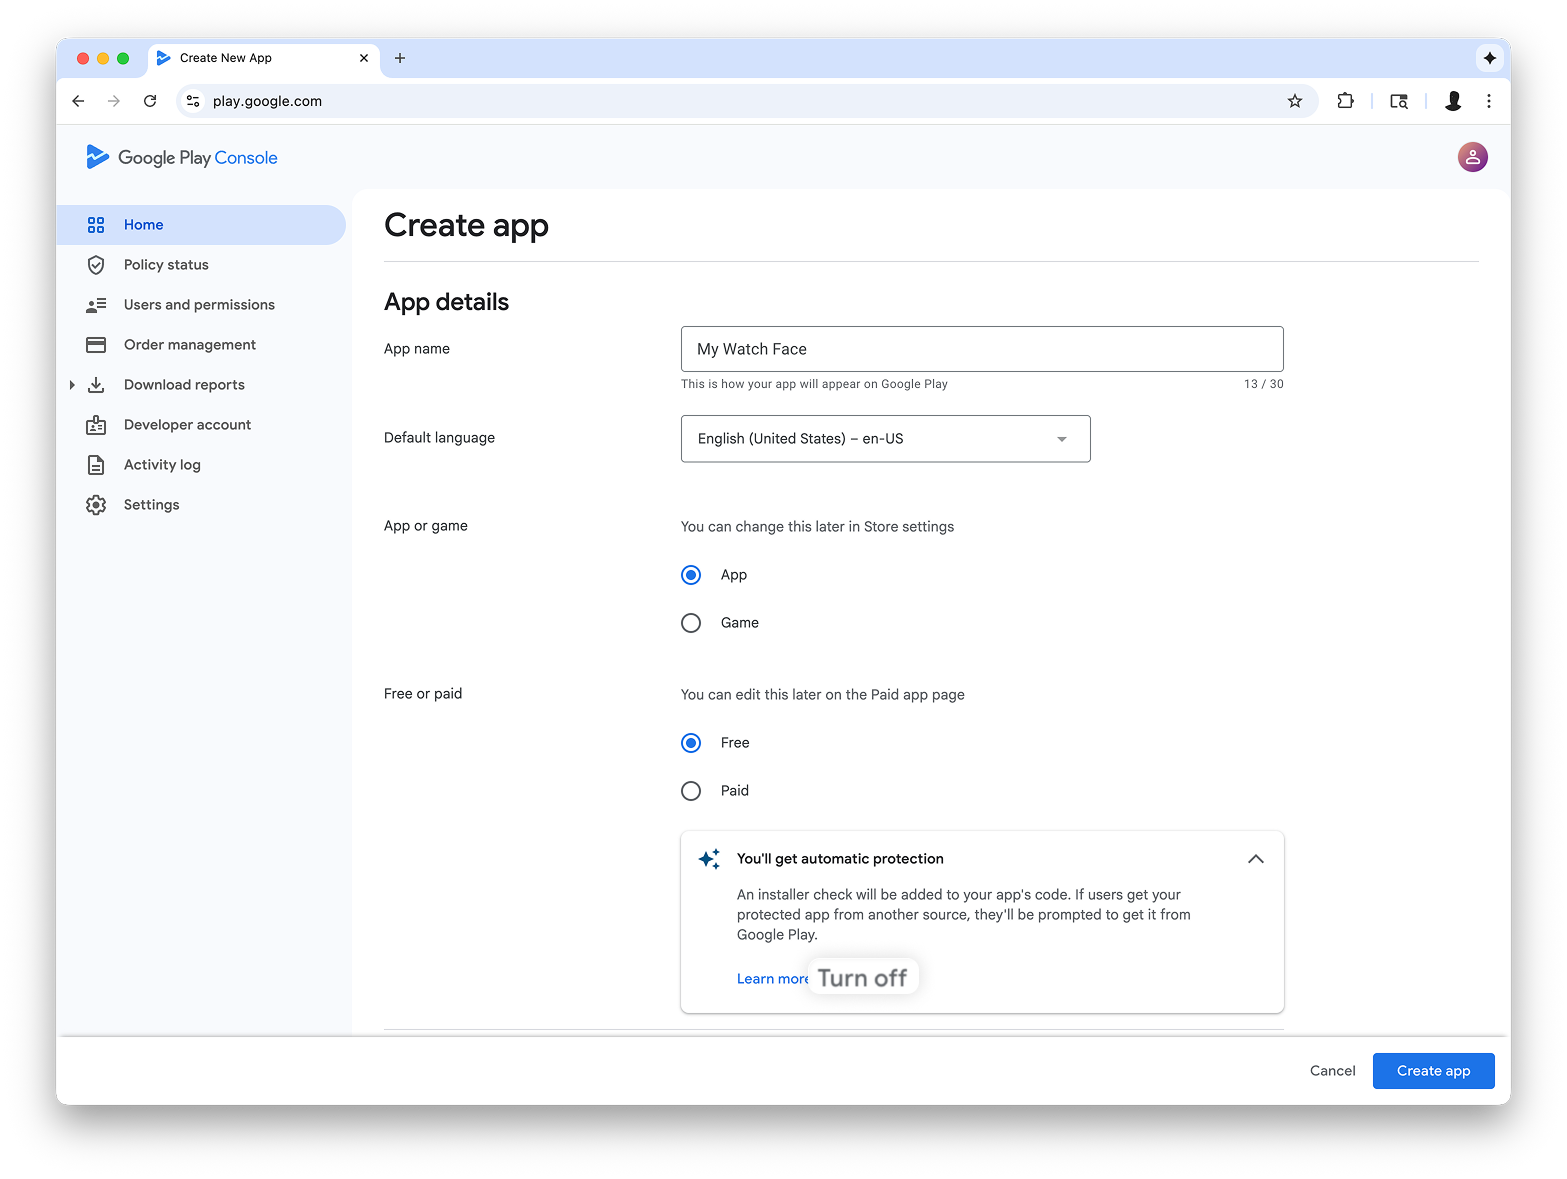 Create New App
play.google.com
Google Play Console
Home
Policy status
Users and permissions
Order management
Download reports
Developer account
Activity log
Settings
Create app
App details
App name
My Watch Face
This is how your app will appear on Google Play
13 / 30
Default language
English (United States) – en-US
App or game
You can change this later in Store settings
App
Game
Free or paid
You can edit this later on the Paid app page
Free
Paid
You'll get automatic protection
An installer check will be added to your app's code. If users get your
protected app from another source, they'll be prompted to get it from
Google Play.
Learn more
Turn off
Cancel
Create app